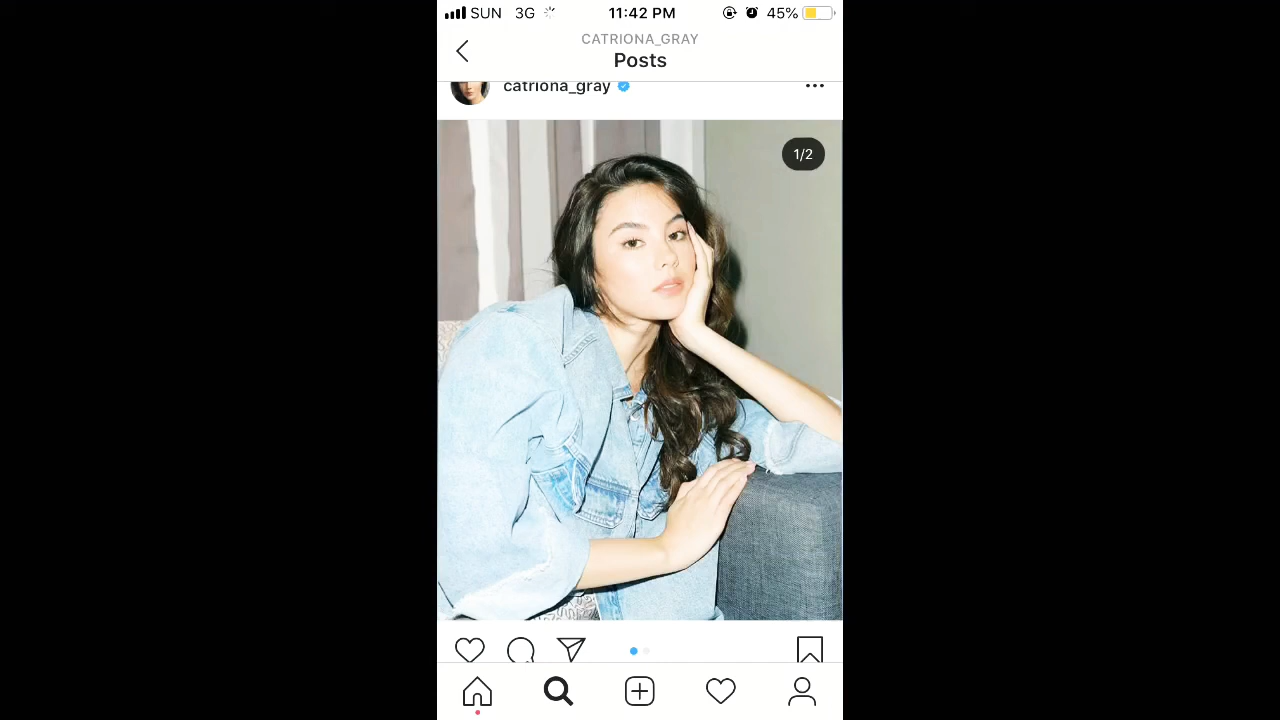 SUN 3G 11:42 PM 45%
CATRIONA_GRAY
Posts
catriona_gray
1/2